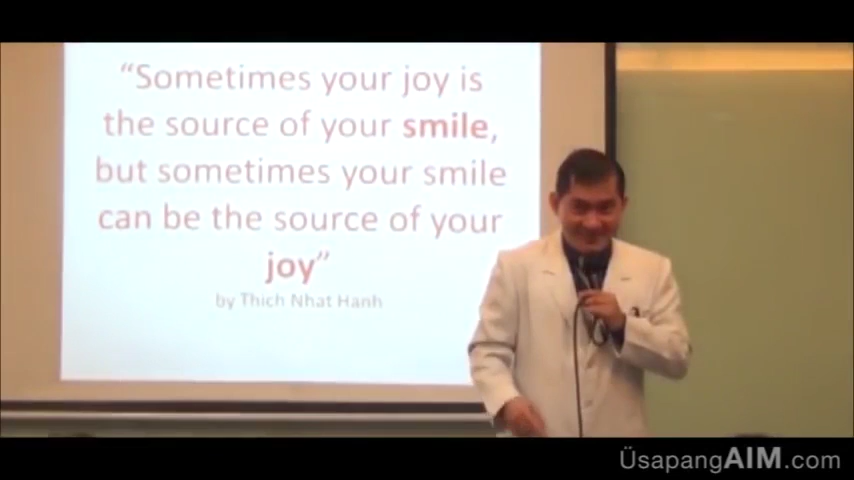 “Sometimes your joy is
the source of your smile,
but sometimes your smile
can be the source of your
joy”
by Thich Nhat Hanh
ÜsapangAIM.com